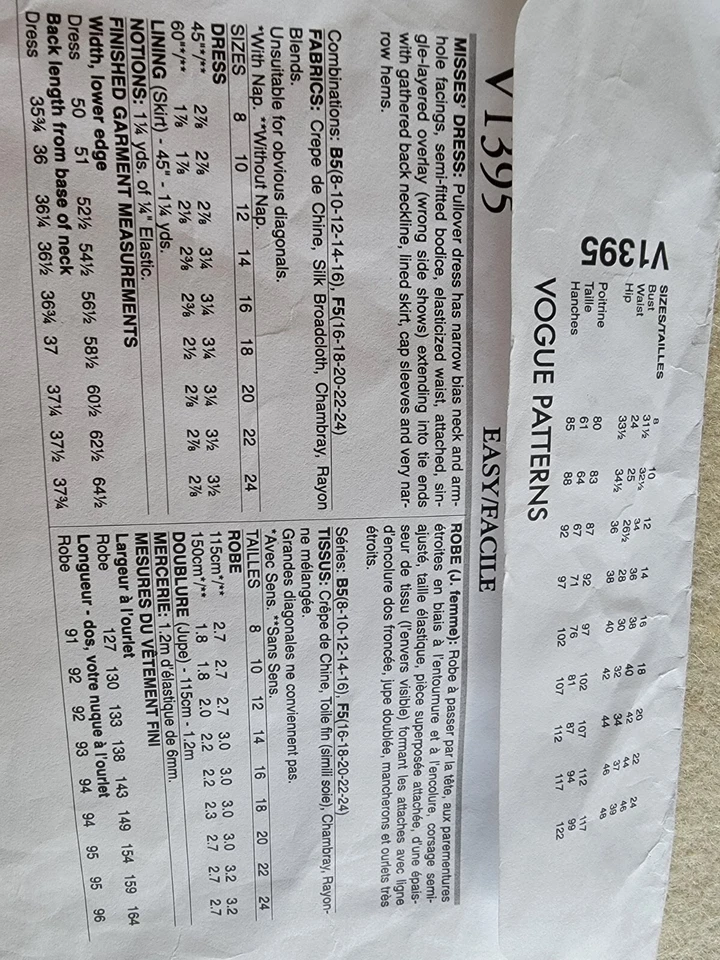 V1395
SIZES/TAILLES 8 10 12 14 16 18 20 22 24
Bust 31½ 32½ 34 36 38 40 42 44 46
Waist 24 25 26½ 28 30 32 34 37 39
Hip 33½ 34½ 36 38 40 42 44 46 48
Poitrine 80 83 87 92 97 102 107 112 117
Taille 61 64 67 71 76 81 87 94 99
Hanches 85 88 92 97 102 107 112 117 122
VOGUE PATTERNS
V1395
EASY/FACILE
MISSES' DRESS: Pullover dress has narrow bias neck and arm-
hole facings, semi-fitted bodice, elasticized waist, attached, sin-
gle-layered overlay (wrong side shows) extending into tie ends
with gathered back neckline, lined skirt, cap sleeves and very nar-
row hems.
Combinations: B5(8-10-12-14-16), F5(16-18-20-22-24)
FABRICS: Crepe de Chine, Silk Broadcloth, Chambray, Rayon
Blends.
Unsuitable for obvious diagonals.
*With Nap. **Without Nap.
SIZES 8 10 12 14 16 18 20 22 24
DRESS
45"*/** 2⅞ 2⅞ 2⅞ 3¼ 3¼ 3¼ 3¼ 3½ 3½
60"*/** 1⅞ 1⅞ 2⅛ 2⅜ 2⅜ 2½ 2⅞ 2⅞ 2⅞
LINING (Skirt) - 45" - 1¼ yds.
NOTIONS: 1¼ yds. of ¼" Elastic.
FINISHED GARMENT MEASUREMENTS
Width, lower edge
Dress 50 51 52½ 54½ 56½ 58½ 60½ 62½ 64½
Back length from base of neck
Dress 35¾ 36 36¼ 36½ 36¾ 37 37¼ 37½ 37¾
ROBE (J. femme): Robe à passer par la tête, aux parementures
étroites en biais à l'entournure et à l'encolure, corsage semi-
ajusté, taille élastique, pièce superposée attachée, d'une épais-
seur de tissu (l'envers visible) formant les attaches avec ligne
d'encolure dos froncée, jupe doublée, mancherons et ourlets très
étroits.
Séries: B5(8-10-12-14-16), F5(16-18-20-22-24)
TISSUS: Crêpe de Chine, Toile fin (simili soie), Chambray, Rayon-
ne mélangée.
Grandes diagonales ne conviennent pas.
*Avec Sens. **Sans Sens.
TAILLES 8 10 12 14 16 18 20 22 24
ROBE
115cm*/** 2.7 2.7 2.7 3.0 3.0 3.0 3.0 3.2 3.2
150cm*/** 1.8 1.8 2.0 2.2 2.2 2.3 2.7 2.7 2.7
DOUBLURE (Jupe) - 115cm - 1.2m
MERCERIE: 1.2m d'élastique de 6mm.
MESURES DU VÊTEMENT FINI
Largeur à l'ourlet
Robe 127 130 133 138 143 149 154 159 164
Longueur - dos, votre nuque à l'ourlet
Robe 91 92 92 93 94 94 95 95 96